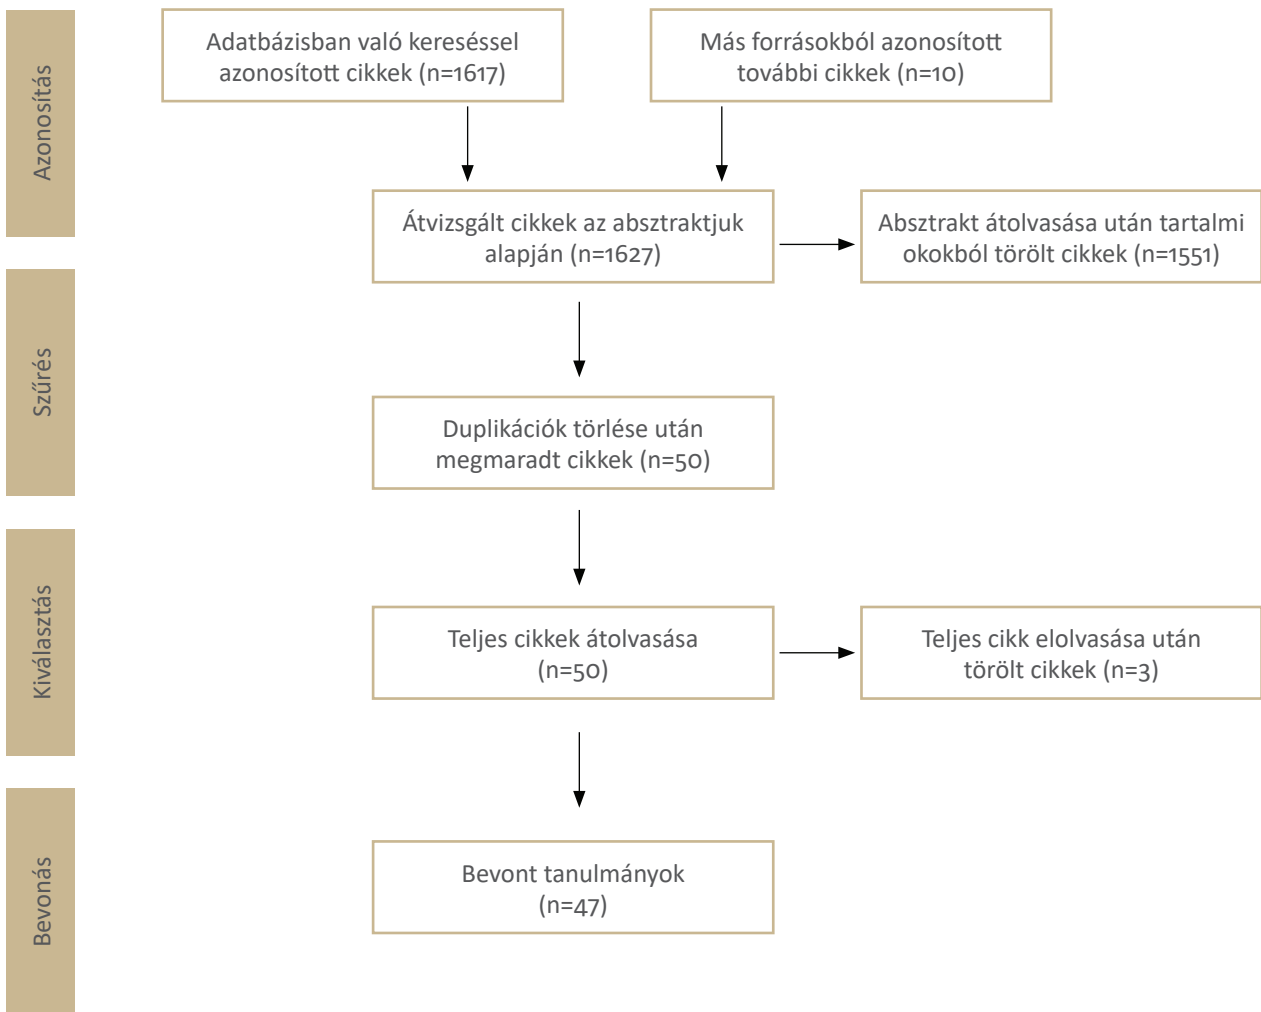 Azonosítás
Adatbázisban való kereséssel
azonosított cikkek (n=1617)
Más forrásokból azonosított
további cikkek (n=10)
Átvizsgált cikkek az absztraktjuk
alapján (n=1627)
Absztrakt átolvasása után tartalmi
okokból törölt cikkek (n=1551)
Szűrés
Duplikációk törlése után
megmaradt cikkek (n=50)
Kiválasztás
Teljes cikkek átolvasása
(n=50)
Teljes cikk elolvasása után
törölt cikkek (n=3)
Bevonás
Bevont tanulmányok
(n=47)